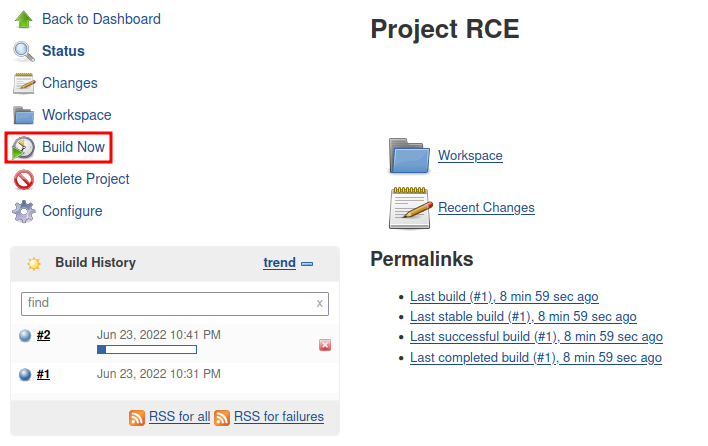 Back to Dashboard
Status
Changes
Workspace
Build Now
Delete Project
Configure
Build History
trend
find
x
#2
Jun 23, 2022 10:41 PM
#1
Jun 23, 2022 10:31 PM
RSS for all
RSS for failures
Project RCE
Workspace
Recent Changes
Permalinks
Last build (#1), 8 min 59 sec ago
Last stable build (#1), 8 min 59 sec ago
Last successful build (#1), 8 min 59 sec ago
Last completed build (#1), 8 min 59 sec ago